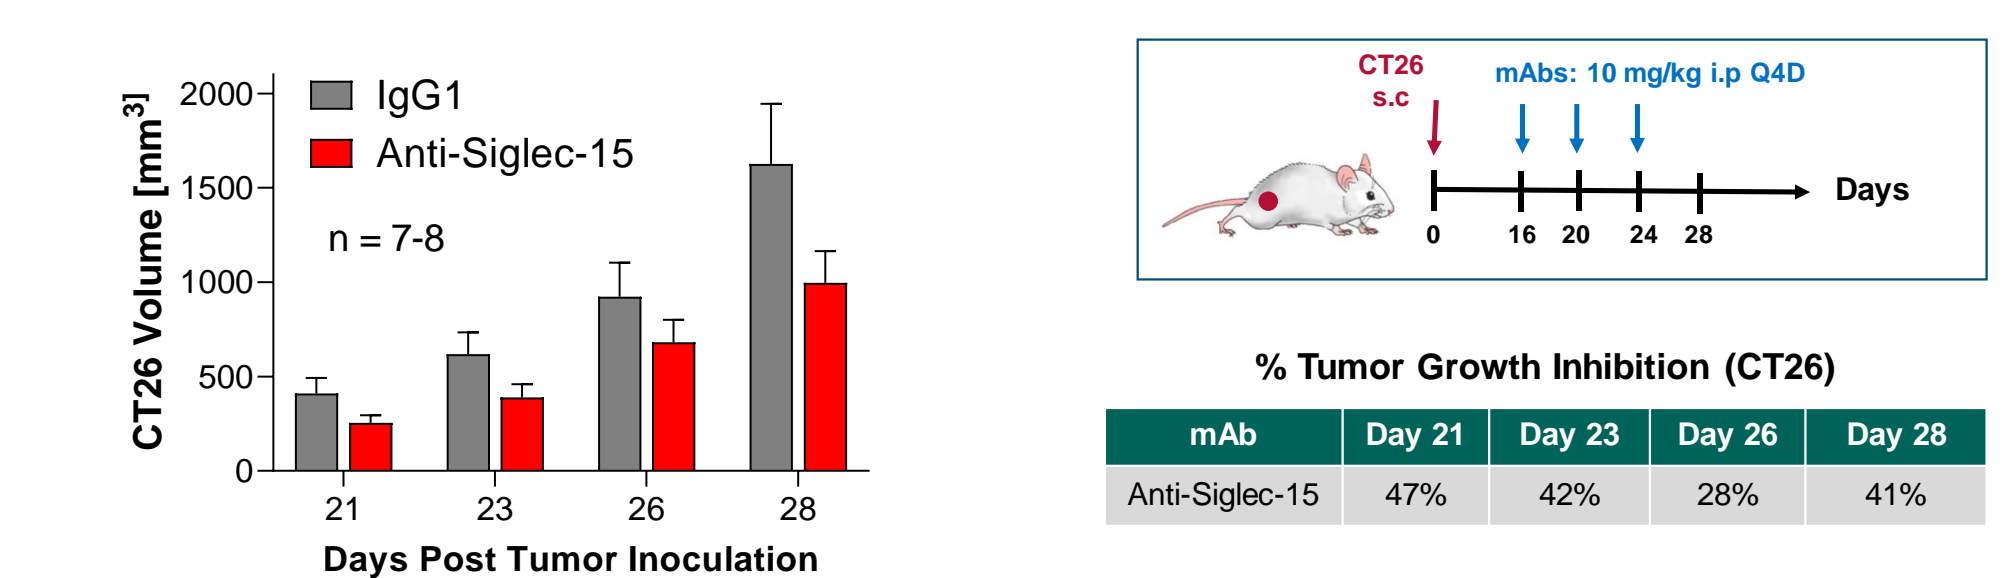 2000
1500
1000
500
0
CT26 Volume [mm³]
IgG1
Anti-Siglec-15
n = 7-8
21 23 26 28
Days Post Tumor Inoculation
CT26
s.c
mAbs: 10 mg/kg i.p Q4D
Days
0 16 20 24 28
% Tumor Growth Inhibition (CT26)
mAb Day 21 Day 23 Day 26 Day 28
Anti-Siglec-15 47% 42% 28% 41%